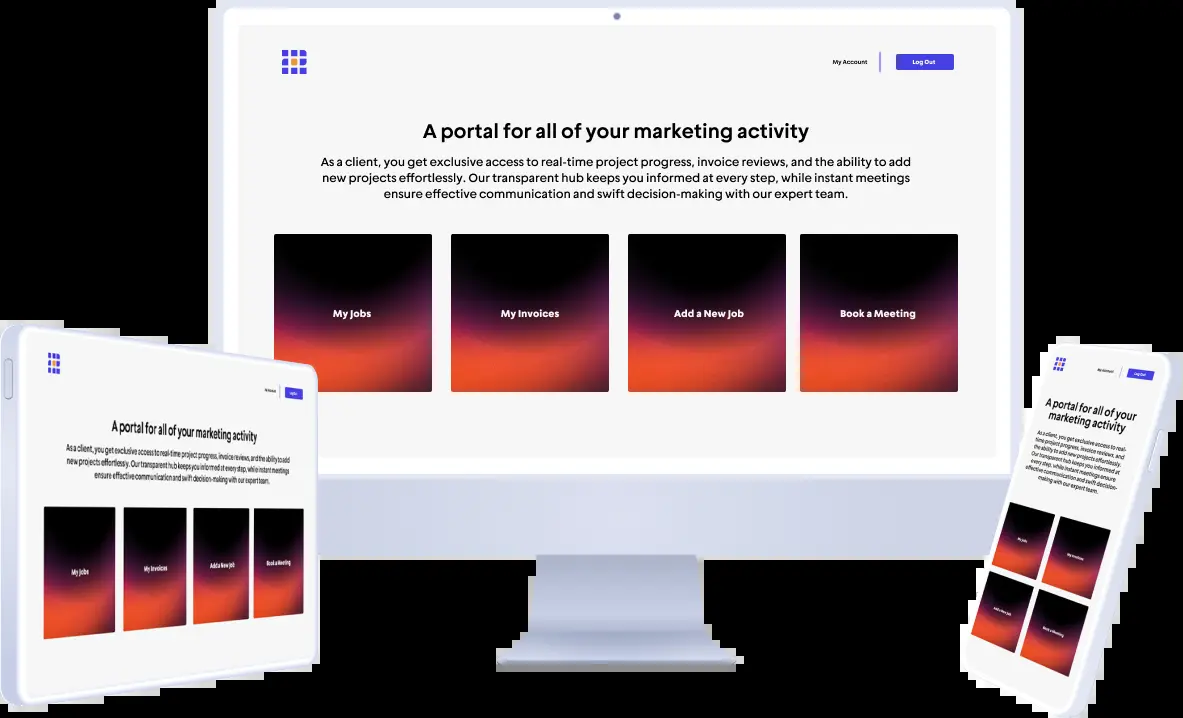 My Account
Log Out
A portal for all of your marketing activity
As a client, you get exclusive access to real-time project progress, invoice reviews, and the ability to add
new projects effortlessly. Our transparent hub keeps you informed at every step, while instant meetings
ensure effective communication and swift decision-making with our expert team.
My Jobs
My Invoices
Add a New Job
Book a Meeting
My Account
Log Out
A portal for all of your marketing activity
As a client, you get exclusive access to real-time project progress, invoice reviews, and the ability to add
new projects effortlessly. Our transparent hub keeps you informed at every step, while instant meetings
ensure effective communication and swift decision-making with our expert team.
My Jobs
My Invoices
Add a New Job
Book a Meeting
My Account
Log Out
A portal for all of your
marketing activity
As a client, you get exclusive access to real-
time project progress, invoice reviews, and
the ability to add new projects effortlessly.
Our transparent hub keeps you informed at
every step, while instant meetings ensure
effective communication and swift decision-
making with our expert team.
My Jobs
My Invoices
Add a New Job
Book a Meeting